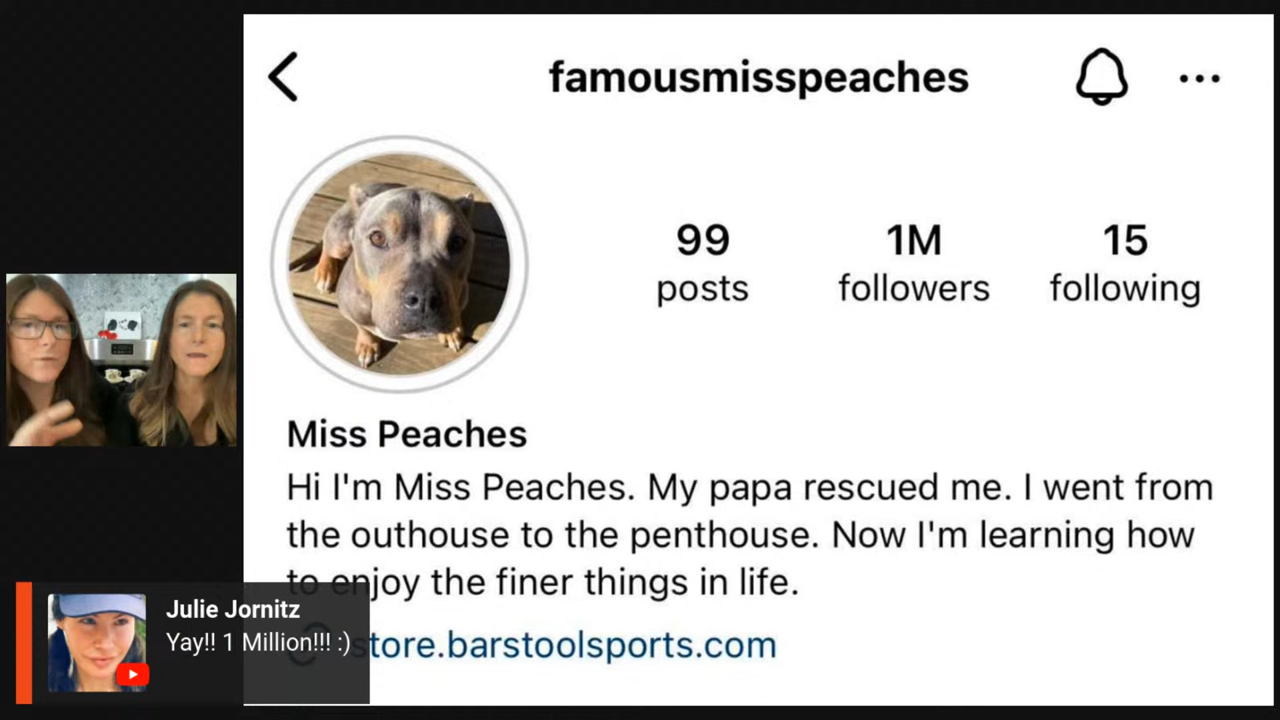 famousmisspeaches
99
posts
1M
followers
15
following
Miss Peaches
Hi I'm Miss Peaches. My papa rescued me. I went from
the outhouse to the penthouse. Now I'm learning how
to enjoy the finer things in life.
store.barstoolsports.com
Julie Jornitz
Yay!! 1 Million!!! :)